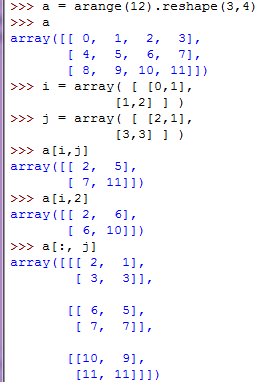 >>> a = arange(12).reshape(3,4)
>>> a
array([[ 0,  1,  2,  3],
       [ 4,  5,  6,  7],
       [ 8,  9, 10, 11]])
>>> i = array( [ [0,1],
              [1,2] ] )
>>> j = array( [ [2,1],
              [3,3] ] )
>>> a[i,j]
array([[ 2,  5],
       [ 7, 11]])
>>> a[i,2]
array([[ 2,  6],
       [ 6, 10]])
>>> a[:, j]
array([[[ 2,  1],
        [ 3,  3]],

       [[ 6,  5],
        [ 7,  7]],

       [[10,  9],
        [11, 11]]])